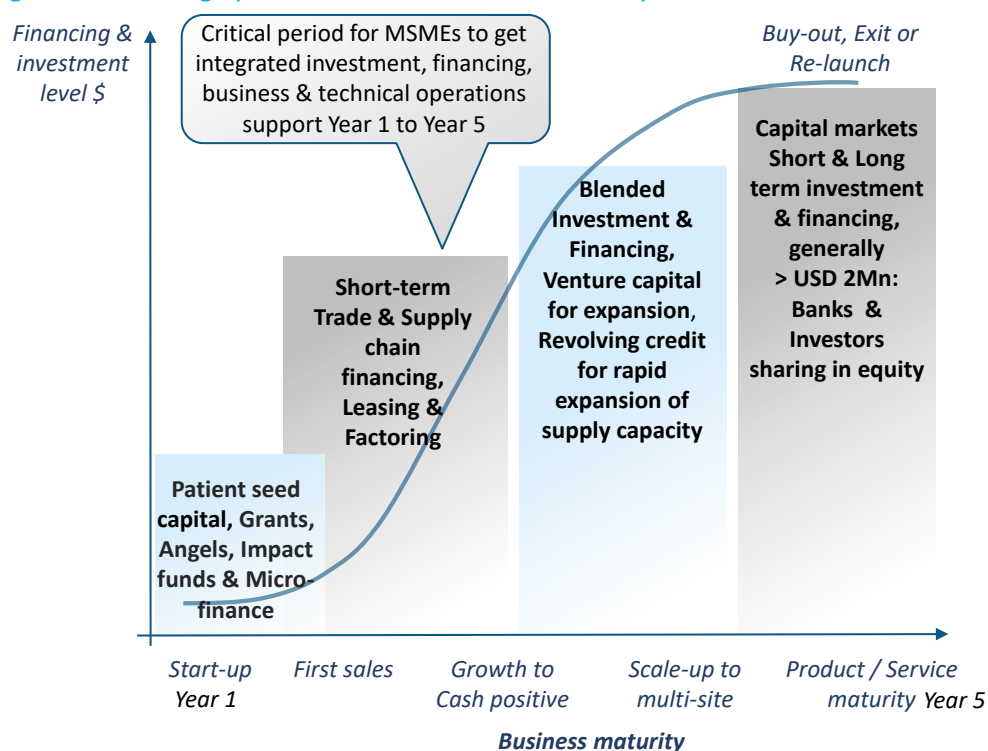 Financing &
investment
level $
Critical period for MSMEs to get
integrated investment, financing,
business & technical operations
support Year 1 to Year 5
Buy-out, Exit or
Re-launch
Capital markets
Short & Long
term investment
& financing,
generally
> USD 2Mn:
Banks &
Investors
sharing in equity
Blended
Investment &
Financing,
Venture capital
for expansion,
Revolving credit
for rapid
expansion of
supply capacity
Short-term
Trade & Supply
chain
financing,
Leasing &
Factoring
Patient seed
capital, Grants,
Angels, Impact
funds & Micro-
finance
Start-up
Year 1
First sales
Growth to
Cash positive
Scale-up to
multi-site
Product / Service
maturity Year 5
Business maturity